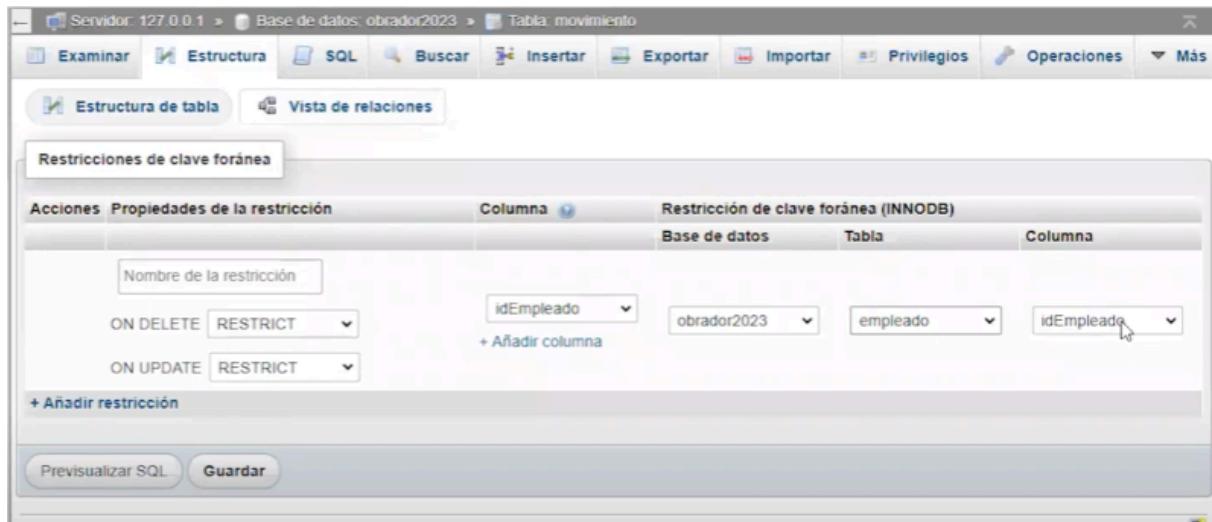 Servidor: 127.0.0.1 » Base de datos: obrador2023 » Tabla: movimiento
Examinar Estructura SQL Buscar Insertar Exportar Importar Privilegios Operaciones Más
Estructura de tabla Vista de relaciones
Restricciones de clave foránea
Acciones Propiedades de la restricción Columna Restricción de clave foránea (INNODB)
Base de datos Tabla Columna
Nombre de la restricción
idEmpleado obrador2023 empleado idEmpleado
ON DELETE RESTRICT
+ Añadir columna
ON UPDATE RESTRICT
+ Añadir restricción
Previsualizar SQL Guardar